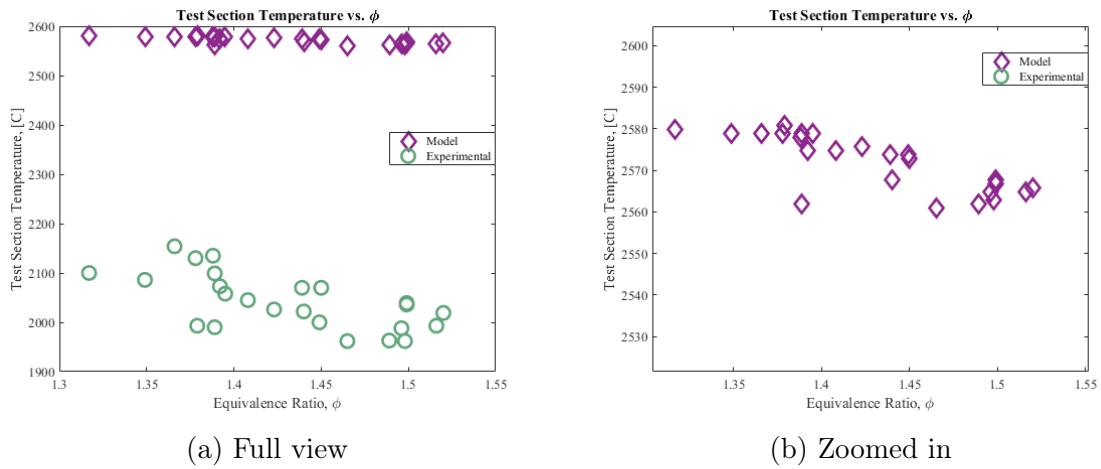 Test Section Temperature vs. ϕ
2600
2500
2400
2300
2200
2100
2000
1900
Test Section Temperature, [C]
Model
Experimental
1.3
1.35
1.4
1.45
1.5
1.55
Equivalence Ratio, ϕ
(a) Full view
Test Section Temperature vs. ϕ
2600
2590
2580
2570
2560
2550
2540
2530
Test Section Temperature, [C]
Model
Experimental
1.35
1.4
1.45
1.5
1.55
Equivalence Ratio, ϕ
(b) Zoomed in